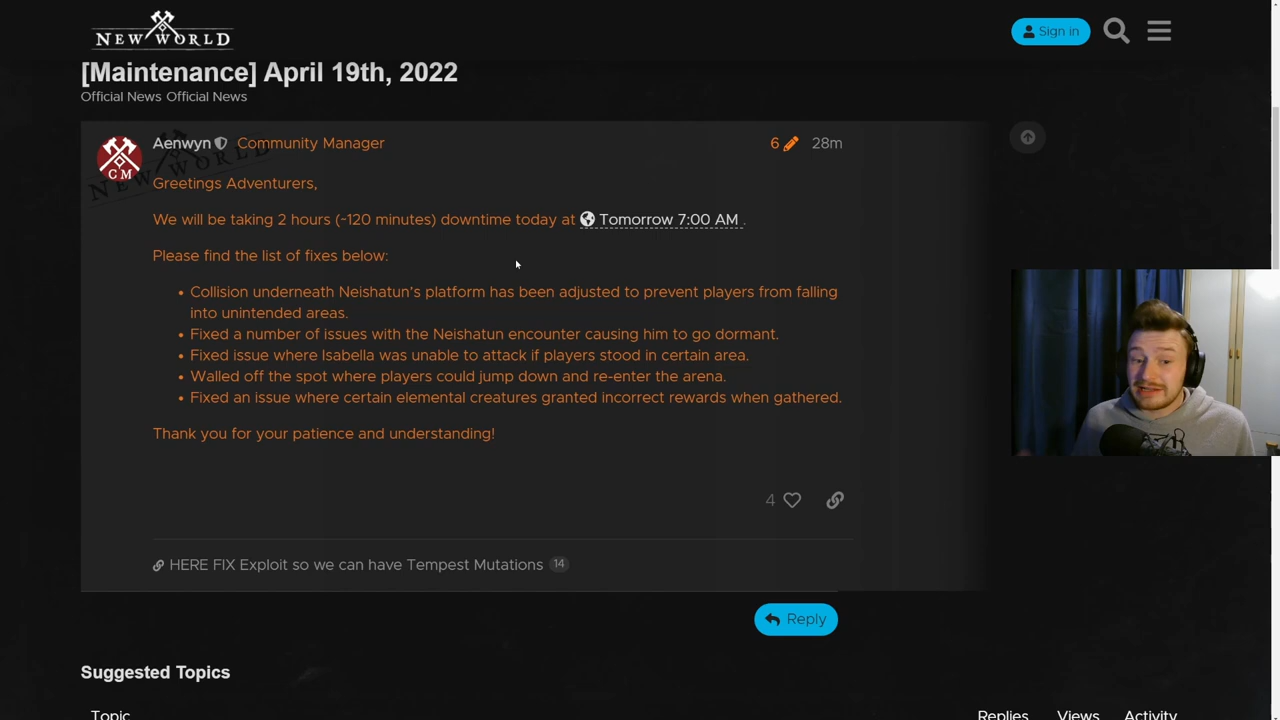 NEW WORLD
Sign in
[Maintenance] April 19th, 2022
Official News Official News
Aenwyn Community Manager 6 28m
CM
NEW WORLD
Greetings Adventurers,
We will be taking 2 hours (~120 minutes) downtime today at Tomorrow 7:00 AM .
Please find the list of fixes below:
• Collision underneath Neishatun's platform has been adjusted to prevent players from falling
into unintended areas.
• Fixed a number of issues with the Neishatun encounter causing him to go dormant.
• Fixed issue where Isabella was unable to attack if players stood in certain area.
• Walled off the spot where players could jump down and re-enter the arena.
• Fixed an issue where certain elemental creatures granted incorrect rewards when gathered.
Thank you for your patience and understanding!
4
HERE FIX Exploit so we can have Tempest Mutations 14
Reply
Suggested Topics
Topic Replies Views Activity